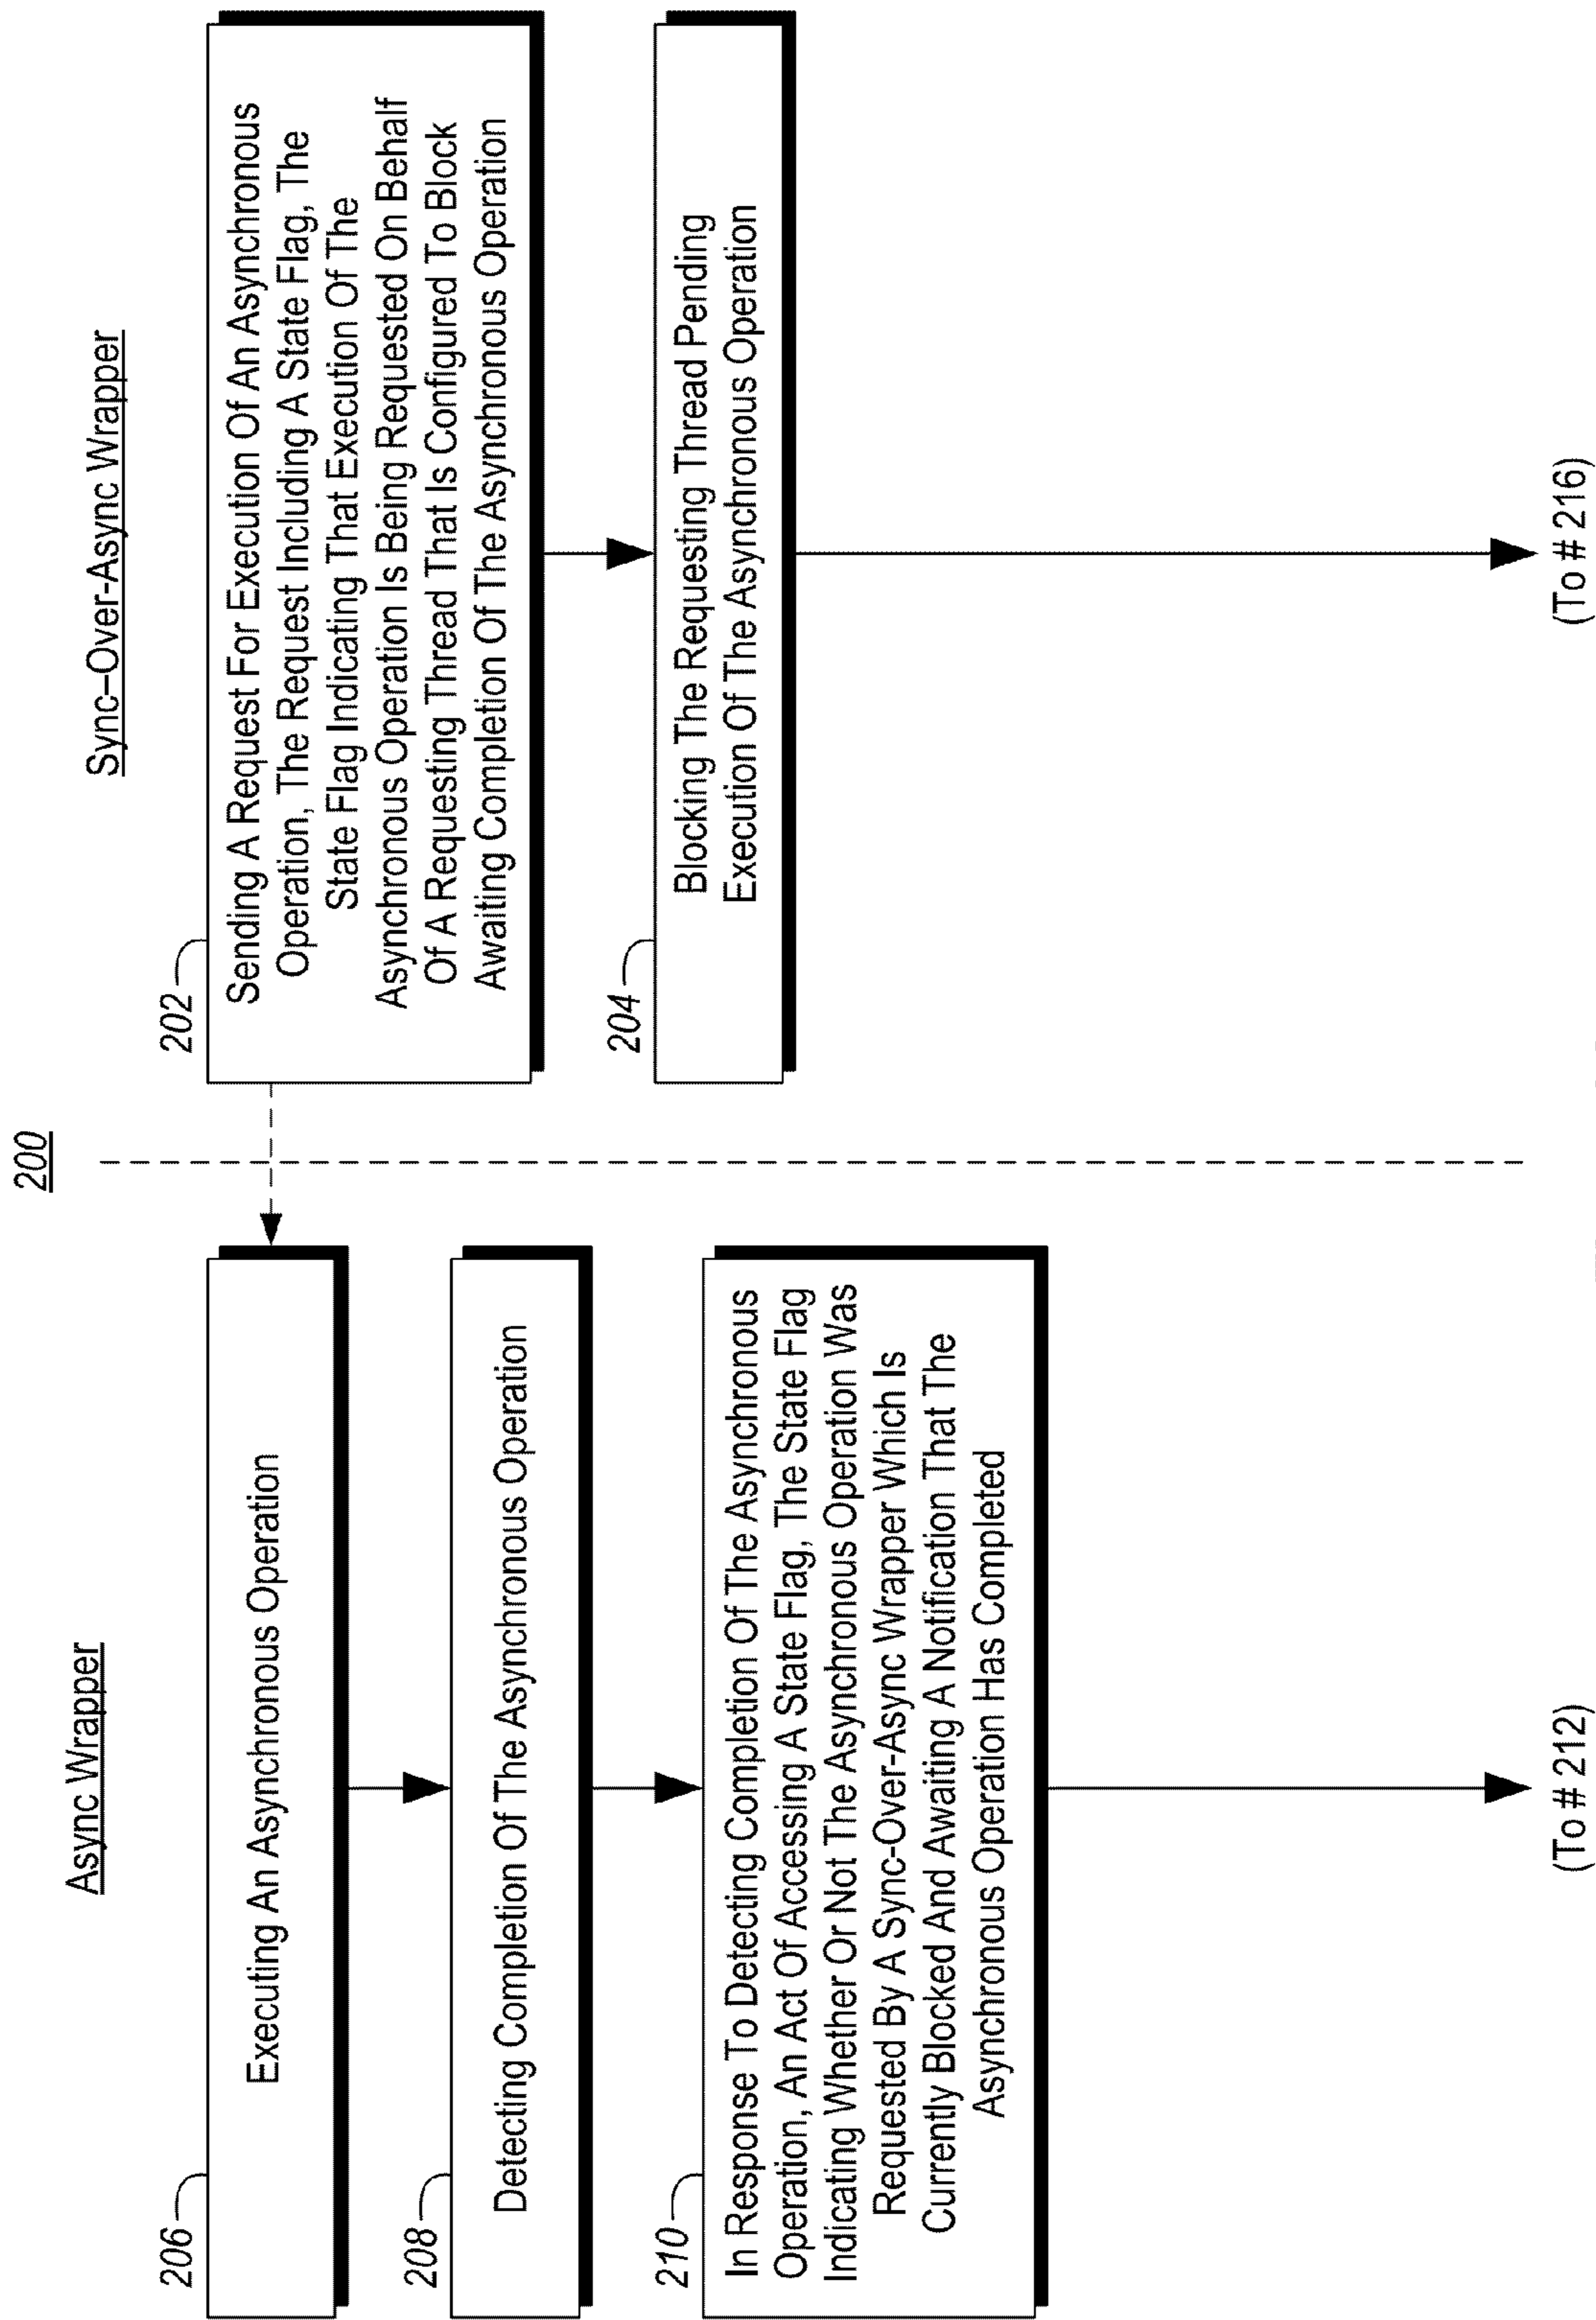 200
Async Wrapper
206
Executing An Asynchronous Operation
208
Detecting Completion Of The Asynchronous Operation
210
In Response To Detecting Completion Of The Asynchronous
Operation, An Act Of Accessing A State Flag, The State Flag
Indicating Whether Or Not The Asynchronous Operation Was
Requested By A Sync-Over-Async Wrapper Which Is
Currently Blocked And Awaiting A Notification That The
Asynchronous Operation Has Completed
(To # 212)
Sync–Over-Async Wrapper
202
Sending A Request For Execution Of An Asynchronous
Operation, The Request Including A State Flag, The
State Flag Indicating That Execution Of The
Asynchronous Operation Is Being Requested On Behalf
Of A Requesting Thread That Is Configured To Block
Awaiting Completion Of The Asynchronous Operation
204
Blocking The Requesting Thread Pending
Execution Of The Asynchronous Operation
(To # 216)